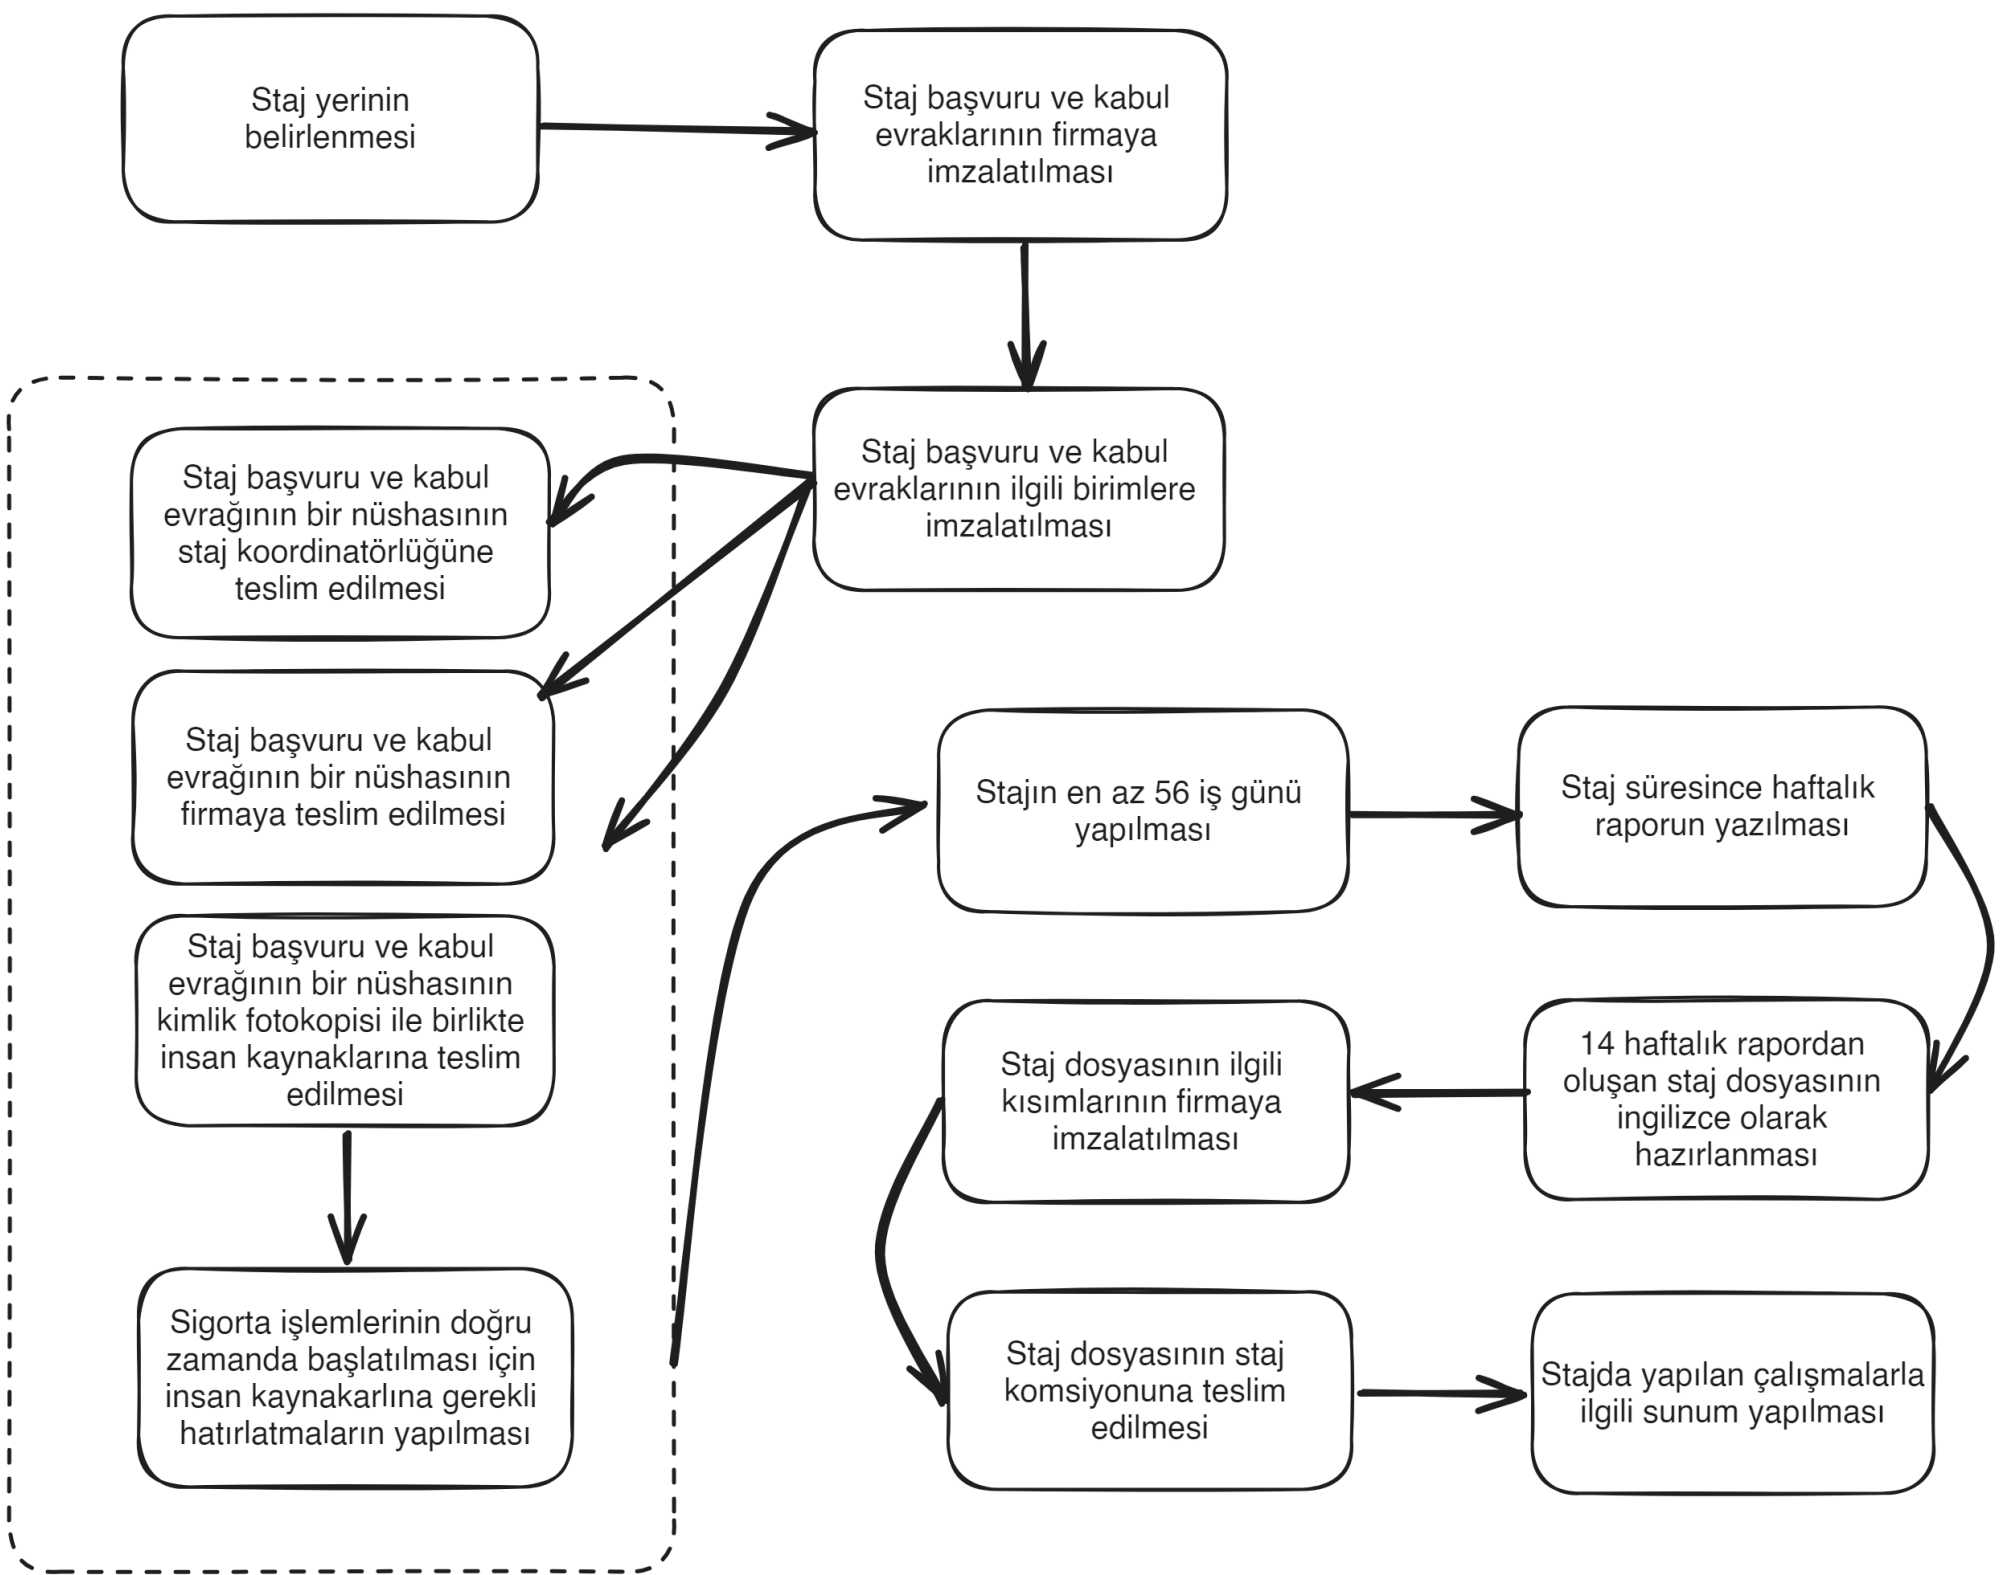 Staj yerinin
belirlenmesi
Staj başvuru ve kabul
evraklarının firmaya
imzalatılması
Staj başvuru ve kabul
evraklarının ilgili birimlere
imzalatılması
Staj başvuru ve kabul
evrağının bir nüshasının
staj koordinatörlüğüne
teslim edilmesi
Staj başvuru ve kabul
evrağının bir nüshasının
firmaya teslim edilmesi
Staj başvuru ve kabul
evrağının bir nüshasının
kimlik fotokopisi ile birlikte
insan kaynaklarına teslim
edilmesi
Sigorta işlemlerinin doğru
zamanda başlatılması için
insan kaynakarlına gerekli
hatırlatmaların yapılması
Stajın en az 56 iş günü
yapılması
Staj süresince haftalık
raporun yazılması
14 haftalık rapordan
oluşan staj dosyasının
ingilizce olarak
hazırlanması
Staj dosyasının ilgili
kısımlarının firmaya
imzalatılması
Staj dosyasının staj
komsiyonuna teslim
edilmesi
Stajda yapılan çalışmalarla
ilgili sunum yapılması